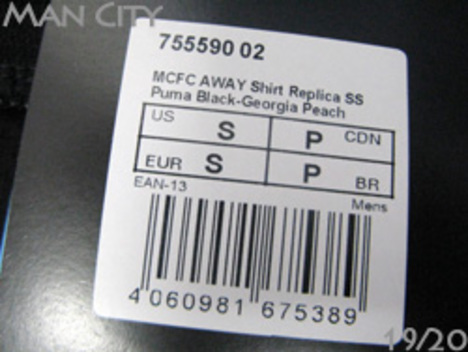 MAN CITY
755590 02
MCFC AWAY Shirt Replica SS
Puma Black-Georgia Peach
US S P CDN
EUR S P BR
EAN-13 Mens
4 060981 675389
19/20